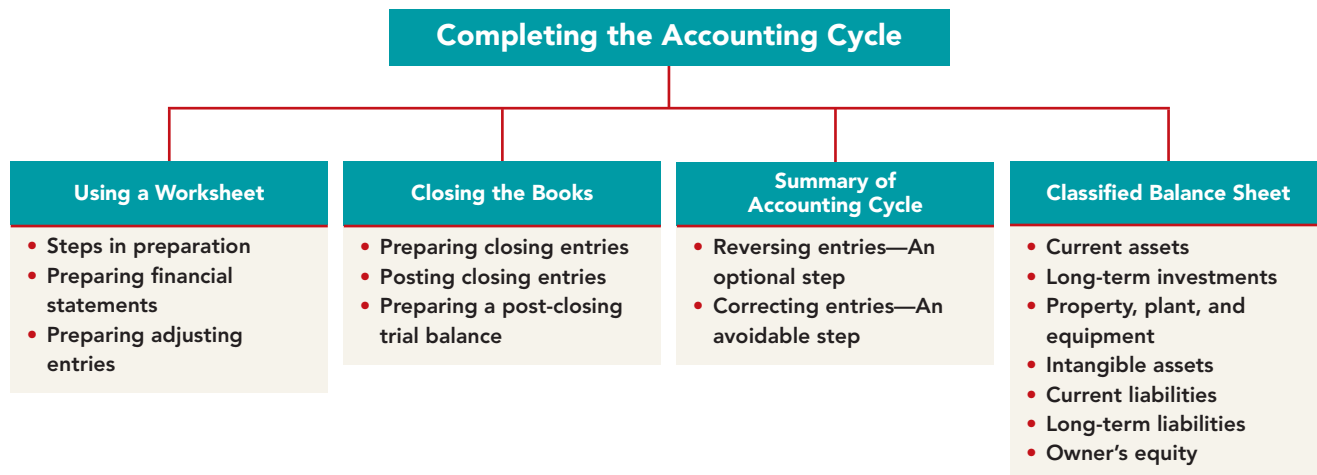 Completing the Accounting Cycle
Using a Worksheet
• Steps in preparation
• Preparing financial
statements
• Preparing adjusting
entries
Closing the Books
• Preparing closing entries
• Posting closing entries
• Preparing a post-closing
trial balance
Summary of
Accounting Cycle
• Reversing entries—An
optional step
• Correcting entries—An
avoidable step
Classified Balance Sheet
• Current assets
• Long-term investments
• Property, plant, and
equipment
• Intangible assets
• Current liabilities
• Long-term liabilities
• Owner’s equity